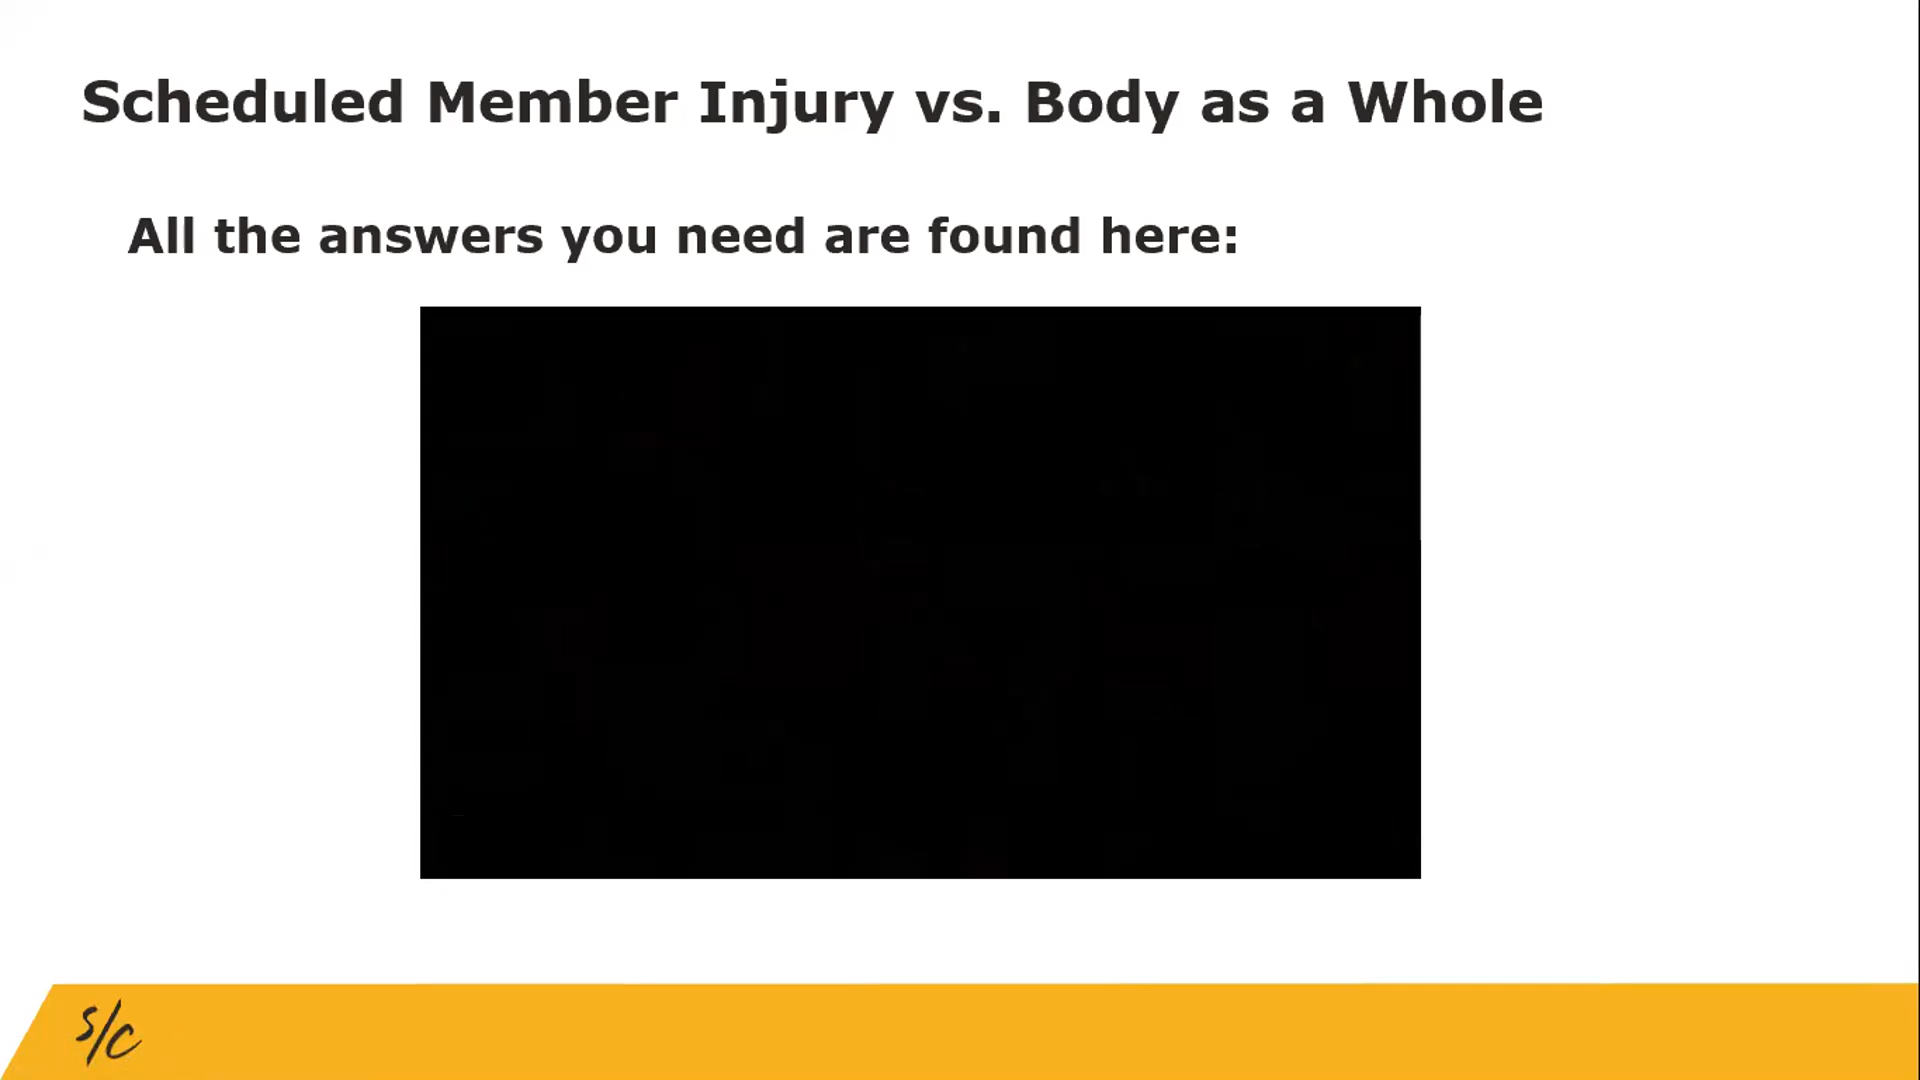 Scheduled Member Injury vs. Body as a Whole
All the answers you need are found here:
S/C